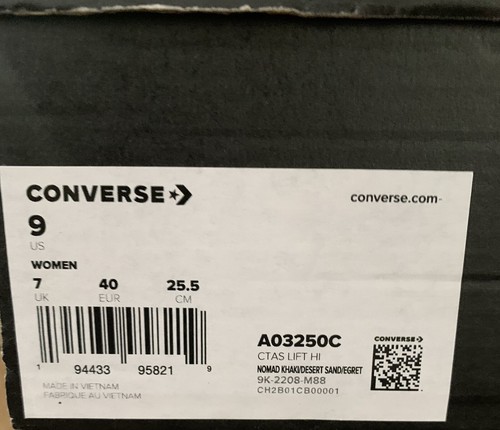 CONVERSE
converse.com
9
US
WOMEN
7 40 25.5
UK EUR CM
1 94433 95821 9
MADE IN VIETNAM
FABRIQUE AU VIETNAM
A03250C
CTAS LIFT HI
NOMAD KHAKI/DESERT SAND/EGRET
9K-2208-M88
CH2B01CB00001
CONVERSE